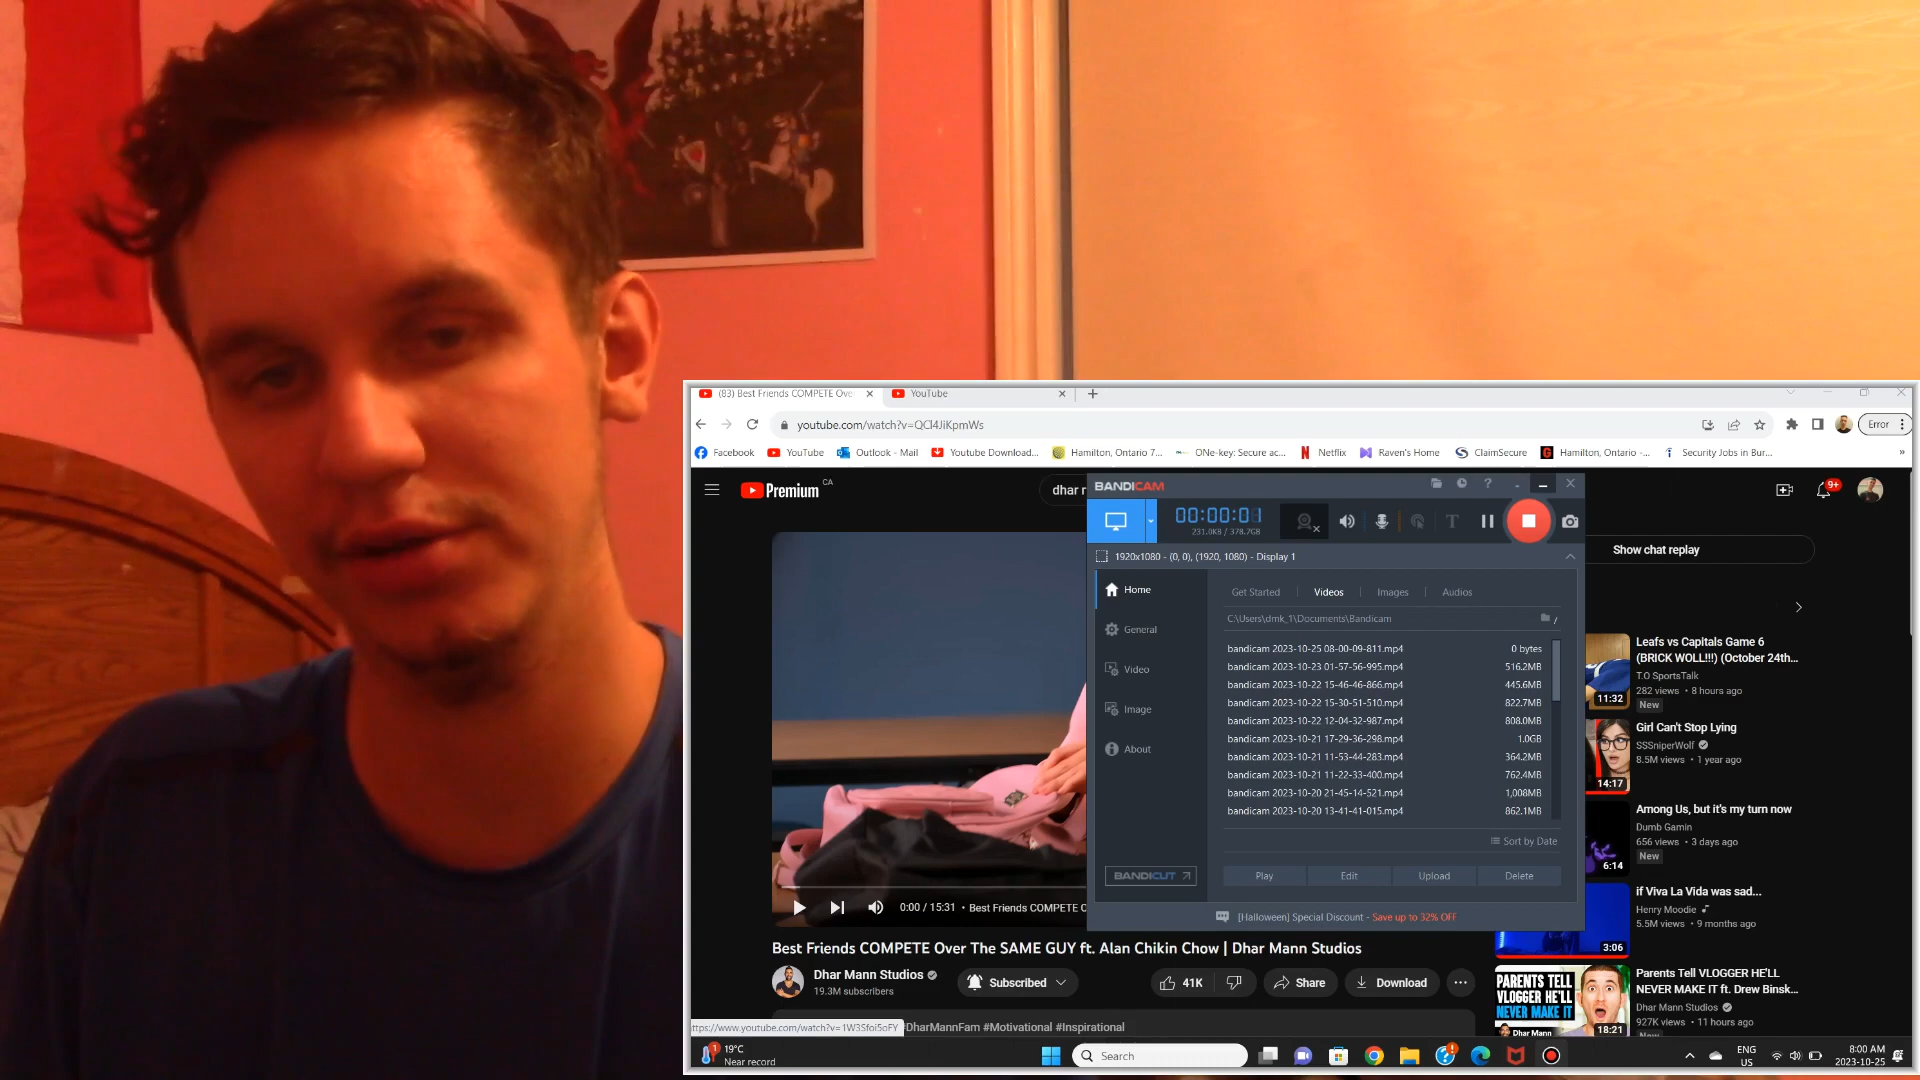 (83) Best Friends COMPETE Ove
YouTube
youtube.com/watch?v=QCl4JiKpmWs
Error
Facebook
YouTube
Outlook - Mail
Youtube Download...
Hamilton, Ontario 7...
ONe-key: Secure ac...
Netflix
Raven's Home
ClaimSecure
Hamilton, Ontario -...
Security Jobs in Bur...
Premium CA
dhar
9+
BANDICAM
00:00:01
231.0KB / 378.7GB
1920x1080 - (0, 0), (1920, 1080) - Display 1
Home
General
Video
Image
About
BANDICUT
Get Started
Videos
Images
Audios
C:\Users\dmk_1\Documents\Bandicam
bandicam 2023-10-25 08-00-09-811.mp4 0 bytes
bandicam 2023-10-23 01-57-56-995.mp4 516.2MB
bandicam 2023-10-22 15-46-46-866.mp4 445.6MB
bandicam 2023-10-22 15-30-51-510.mp4 822.7MB
bandicam 2023-10-22 12-04-32-987.mp4 808.0MB
bandicam 2023-10-21 17-29-36-298.mp4 1.0GB
bandicam 2023-10-21 11-53-44-283.mp4 364.2MB
bandicam 2023-10-21 11-22-33-400.mp4 762.4MB
bandicam 2023-10-20 21-45-14-521.mp4 1,008MB
bandicam 2023-10-20 13-41-41-015.mp4 862.1MB
Sort by Date
Play
Edit
Upload
Delete
[Halloween] Special Discount - Save up to 32% OFF
0:00 / 15:31 • Best Friends COMPETE
Best Friends COMPETE Over The SAME GUY ft. Alan Chikin Chow | Dhar Mann Studios
Dhar Mann Studios
19.3M subscribers
Subscribed
41K
Share
Download
ttps://www.youtube.com/watch?v=1W3Sfoi5oFY
#DharMannFam #Motivational #Inspirational
Show chat replay
11:32
Leafs vs Capitals Game 6
(BRICK WOLL!!!) (October 24th...
T.O SportsTalk
282 views • 8 hours ago
New
14:17
Girl Can't Stop Lying
SSSniperWolf
8.5M views • 1 year ago
6:14
Among Us, but it's my turn now
Dumb Gamin
656 views • 3 days ago
New
3:06
if Viva La Vida was sad...
Henry Moodie
5.5M views • 9 months ago
PARENTS TELL
VLOGGER HE'LL
NEVER MAKE IT
Dhar Mann
18:21
Parents Tell VLOGGER HE'LL
NEVER MAKE IT ft. Drew Binsk...
Dhar Mann Studios
927K views • 11 hours ago
New
1
19°C
Near record
Search
ENG
US
8:00 AM
2023-10-25